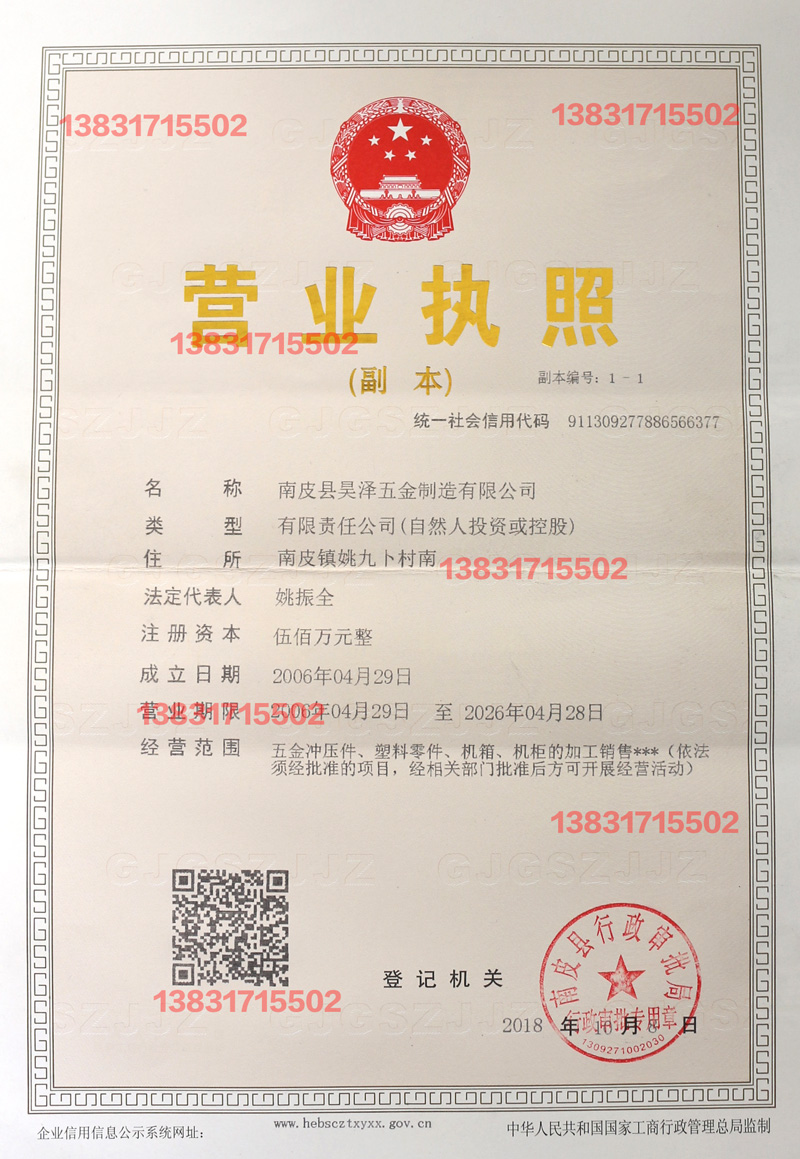 13831715502
13831715502
营业执照
13831715502
(副 本)
副本编号：1 - 1
统一社会信用代码 911309277886566377
名称 南皮县昊泽五金制造有限公司
类型 有限责任公司(自然人投资或控股)
住所 南皮镇姚九卜村南
13831715502
法定代表人 姚振全
注册资本 伍佰万元整
成立日期 2006年04月29日
营业期限 2006年04月29日 至 2026年04月28日
13831715502
经营范围 五金冲压件、塑料零件、机箱、机柜的加工销售***（依法
须经批准的项目，经相关部门批准后方可开展经营活动）
13831715502
GJGSZJJZ
登记机关
13831715502
南皮县行政审批局
行政审批专用章
1309271002030
2018 年 10 月 8 日
企业信用信息公示系统网址：
www.hebscztxyxx.gov.cn
中华人民共和国国家工商行政管理总局监制